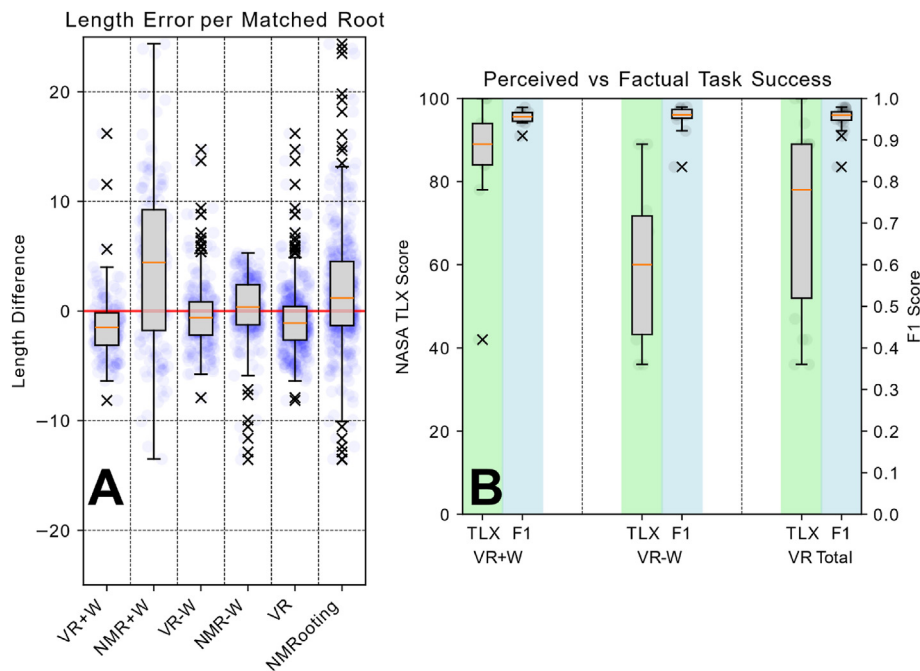 Length Error per Matched Root
Length Difference
20
10
0
−10
−20
A
VR+W
NMR+W
VR-W
NMR-W
VR
NMRooting
Perceived vs Factual Task Success
NASA TLX Score
100
80
60
40
20
0
B
1.0
0.9
0.8
0.7
0.6
0.5
0.4
0.3
0.2
0.1
0.0
F1 Score
TLX F1
VR+W
TLX F1
VR-W
TLX F1
VR Total